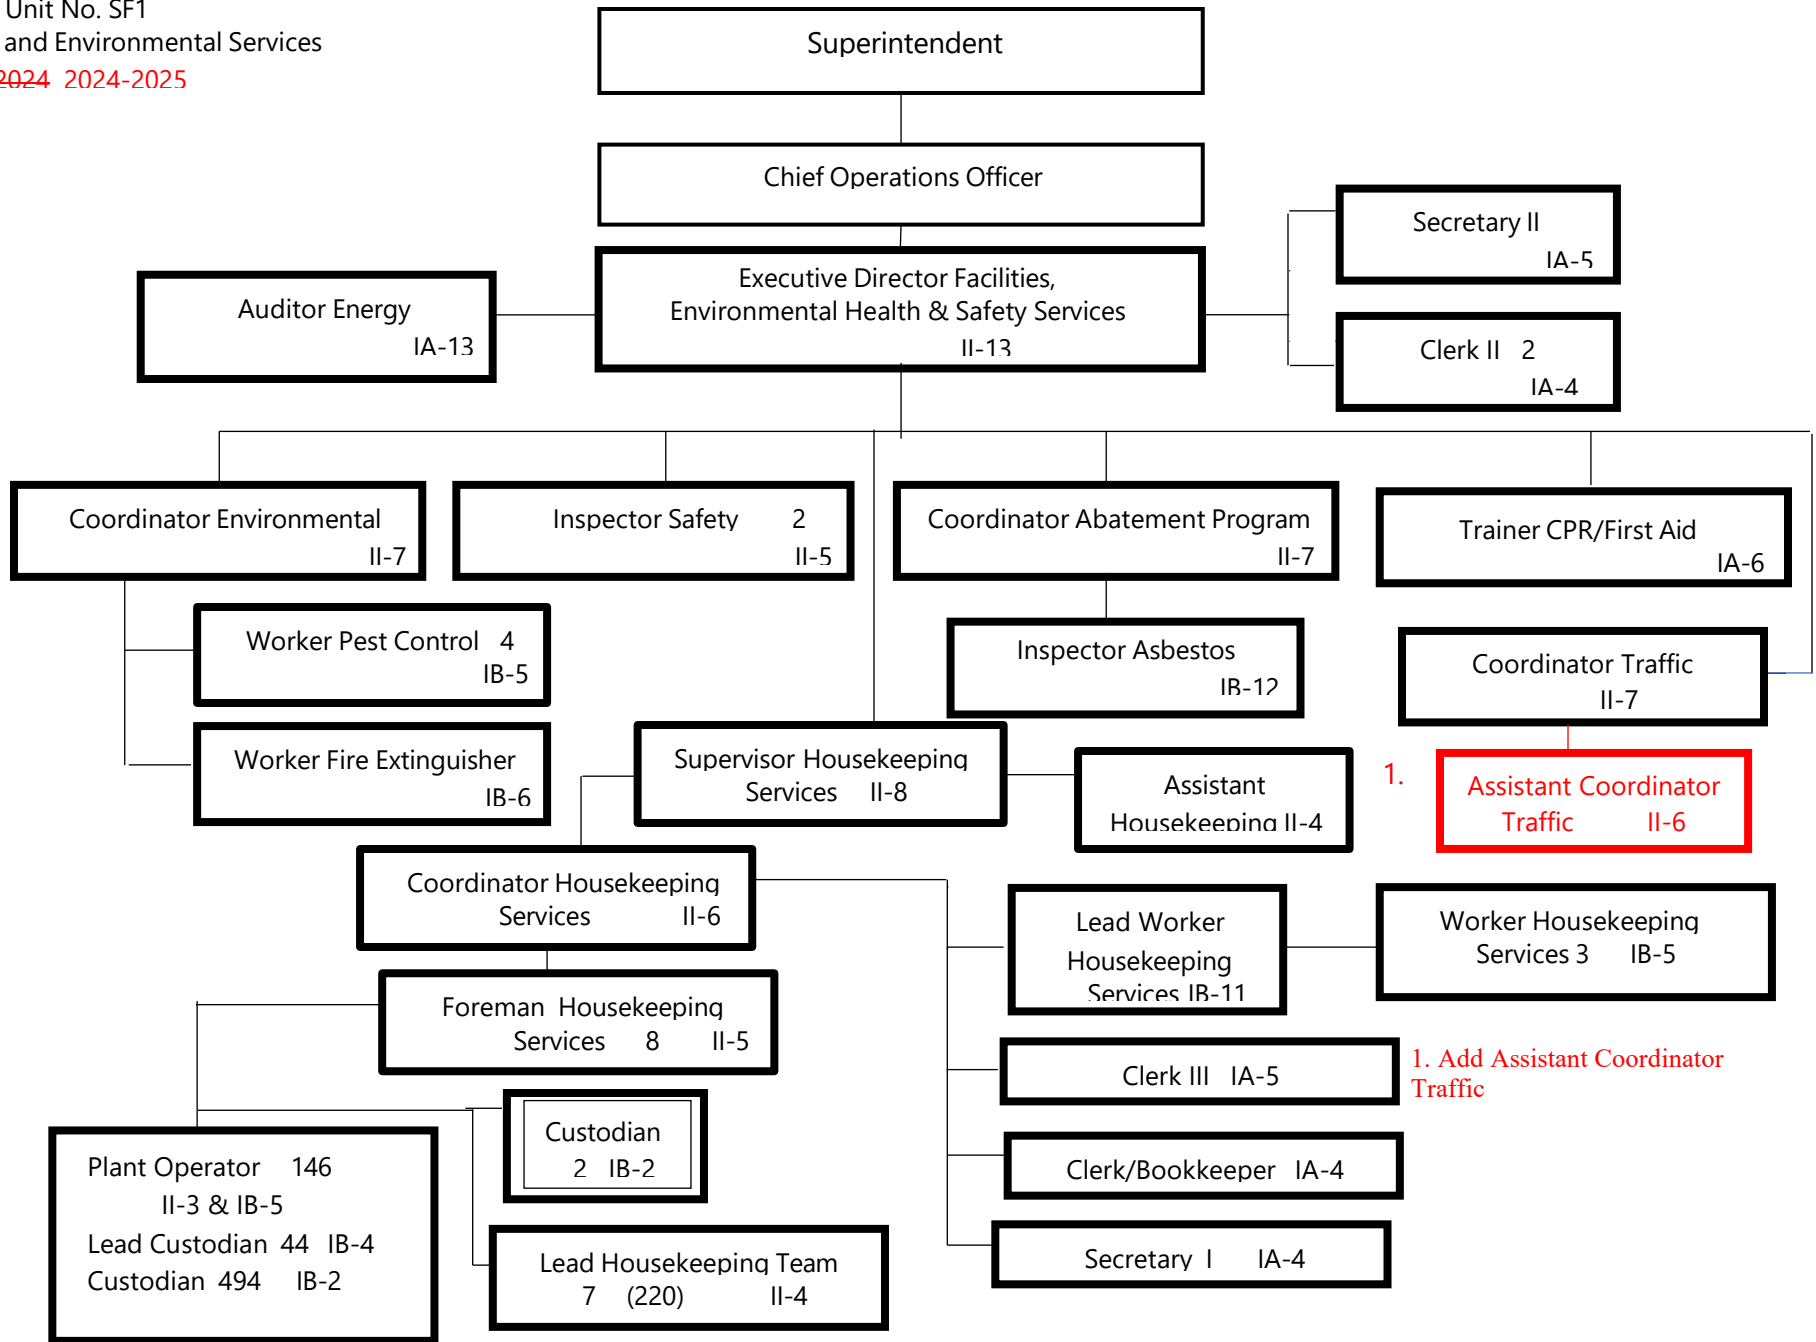 Unit No. SF1
and Environmental Services
2024 2024-2025
Superintendent
Chief Operations Officer
Executive Director Facilities,
Environmental Health & Safety Services
II-13
Auditor Energy
IA-13
Secretary II
IA-5
Clerk II 2
IA-4
Coordinator Environmental
II-7
Inspector Safety 2
II-5
Coordinator Abatement Program
II-7
Trainer CPR/First Aid
IA-6
Worker Pest Control 4
IB-5
Inspector Asbestos
IB-12
Coordinator Traffic
II-7
Worker Fire Extinguisher
IB-6
Supervisor Housekeeping
Services II-8
Assistant
Housekeeping II-4
1.
Assistant Coordinator
Traffic II-6
Coordinator Housekeeping
Services II-6
Lead Worker
Housekeeping
Services IB-11
Worker Housekeeping
Services 3 IB-5
Foreman Housekeeping
Services 8 II-5
Clerk III IA-5
1. Add Assistant Coordinator
Traffic
Custodian
2 IB-2
Plant Operator 146
II-3 & IB-5
Lead Custodian 44 IB-4
Custodian 494 IB-2
Clerk/Bookkeeper IA-4
Lead Housekeeping Team
7 (220) II-4
Secretary I IA-4